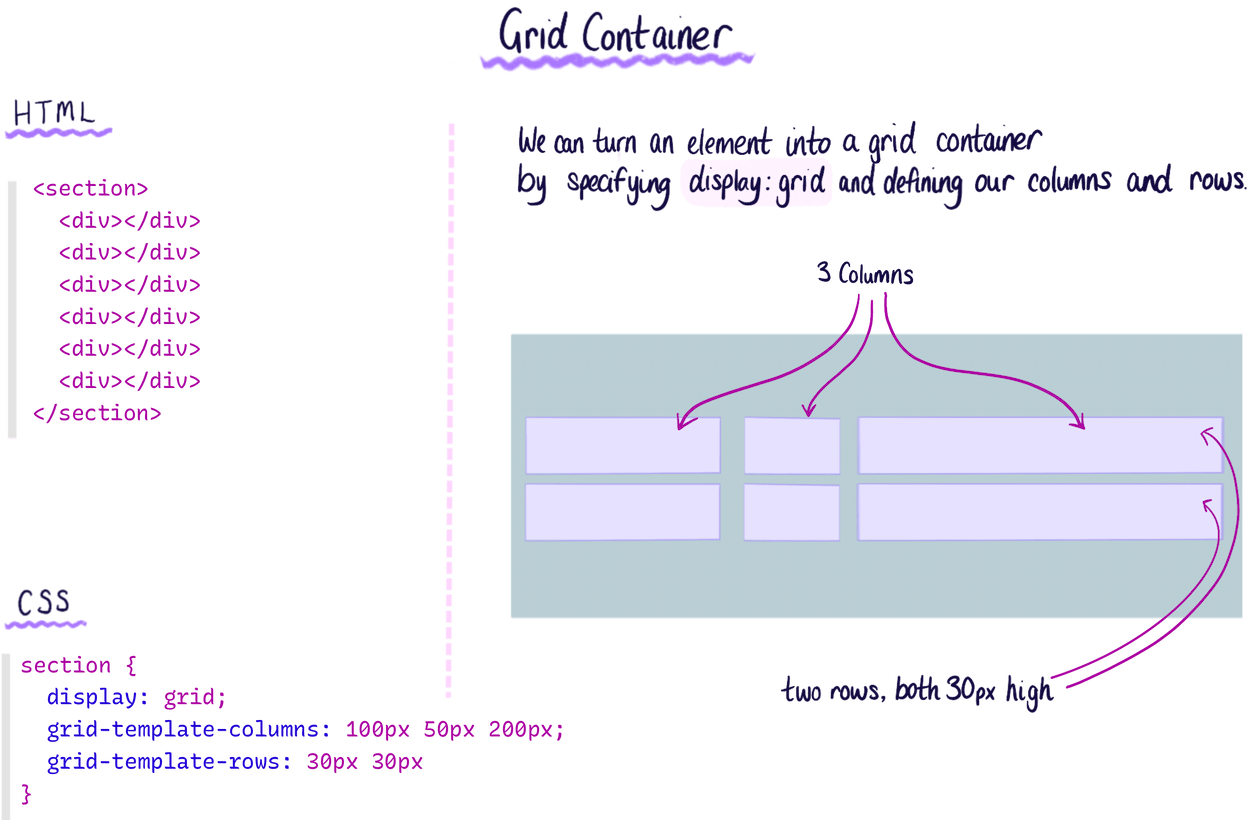 Grid Container
HTML
<section>
  <div></div>
  <div></div>
  <div></div>
  <div></div>
  <div></div>
  <div></div>
</section>
CSS
section {
  display: grid;
  grid-template-columns: 100px 50px 200px;
  grid-template-rows: 30px 30px
}
We can turn an element into a grid container
by specifying display: grid and defining our columns and rows.
3 Columns
two rows, both 30px high